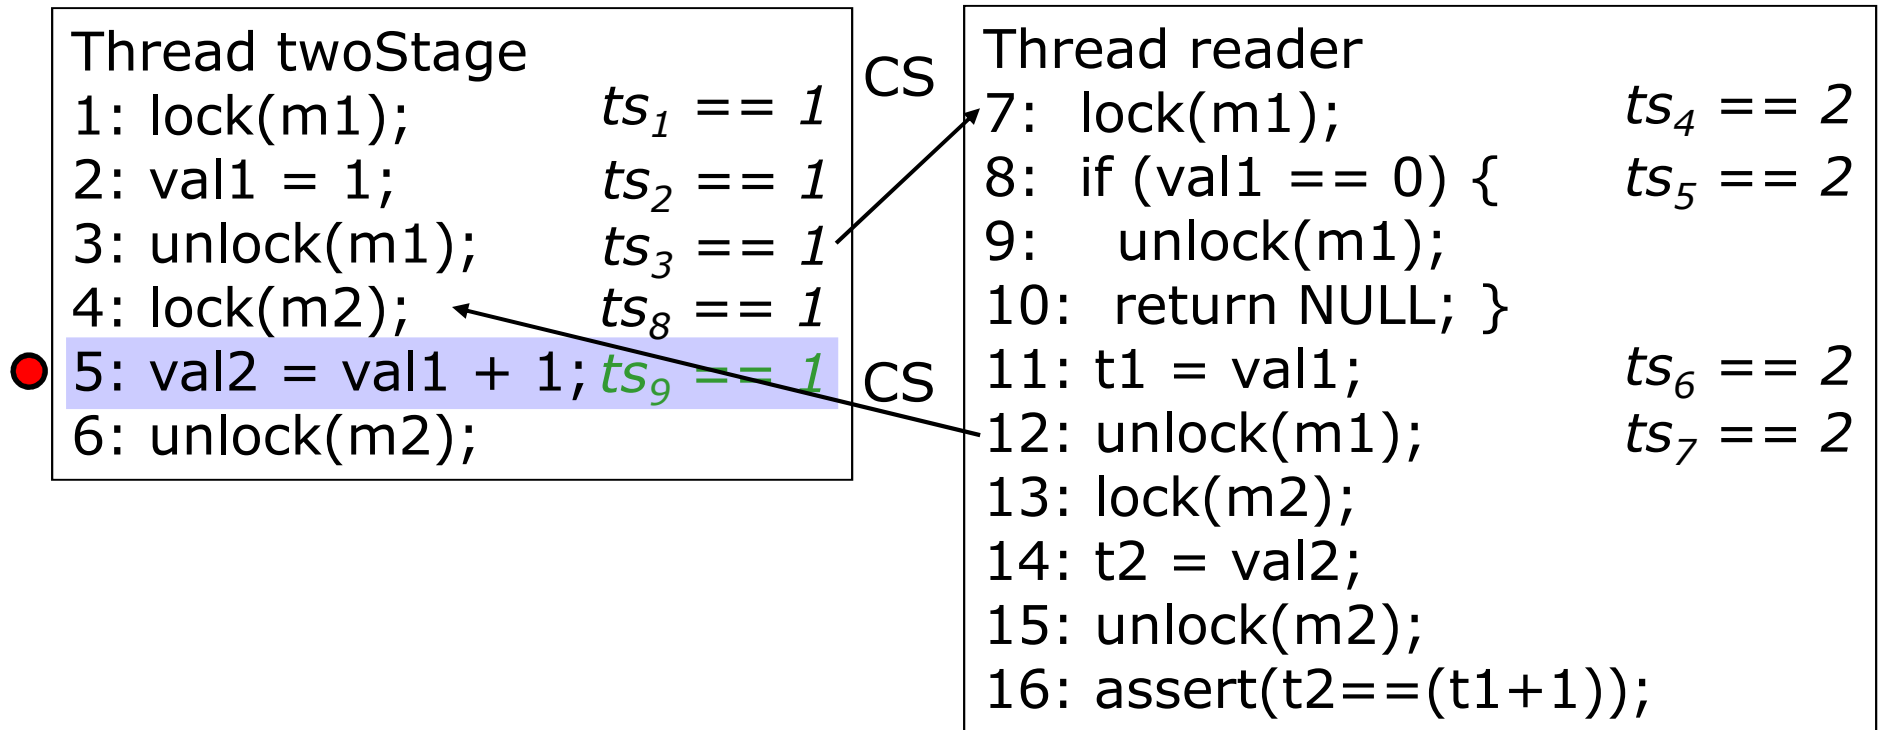 Thread twoStage
1: lock(m1); ts1 == 1
2: val1 = 1; ts2 == 1
3: unlock(m1); ts3 == 1
4: lock(m2); ts8 == 1
5: val2 = val1 + 1; ts9 == 1
6: unlock(m2);
CS
CS
Thread reader
7: lock(m1); ts4 == 2
8: if (val1 == 0) { ts5 == 2
9: unlock(m1);
10: return NULL; }
11: t1 = val1; ts6 == 2
12: unlock(m1); ts7 == 2
13: lock(m2);
14: t2 = val2;
15: unlock(m2);
16: assert(t2==(t1+1));